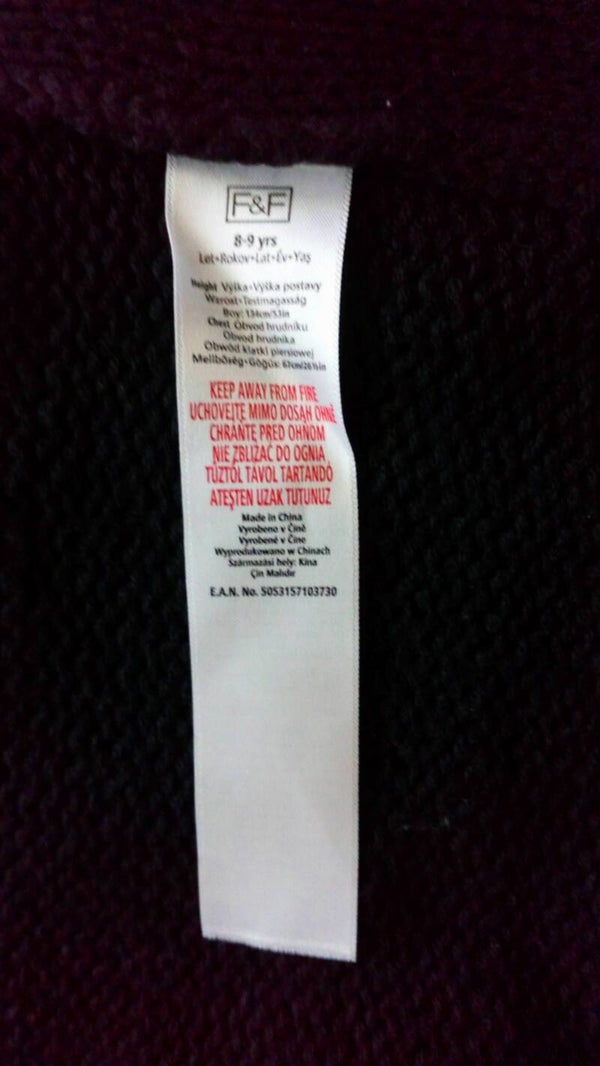 F&F
8-9 yrs
Let•Rokov•Lat•Év•Yaş
Height Výška•Výška postavy
Wzrost•Testmagasság
Boy: 134cm/53in
Chest Obvod hrudníku
Obvod hrudníka
Obwód klatki piersiowej
Mellbőség•Göğüs: 67cm/26½in
KEEP AWAY FROM FIRE
UCHOVEJTE MIMO DOSAH OHNĚ
CHRÁŇTE PRED OHŇOM
NIE ZBLIŻAĆ DO OGNIA
TŰZTŐL TÁVOL TARTANDÓ
ATEŞTEN UZAK TUTUNUZ
Made in China
Vyrobeno v Číně
Vyrobené v Číne
Wyprodukowano w Chinach
Származási hely: Kína
Çin Malıdır
E.A.N. No. 5053157103730